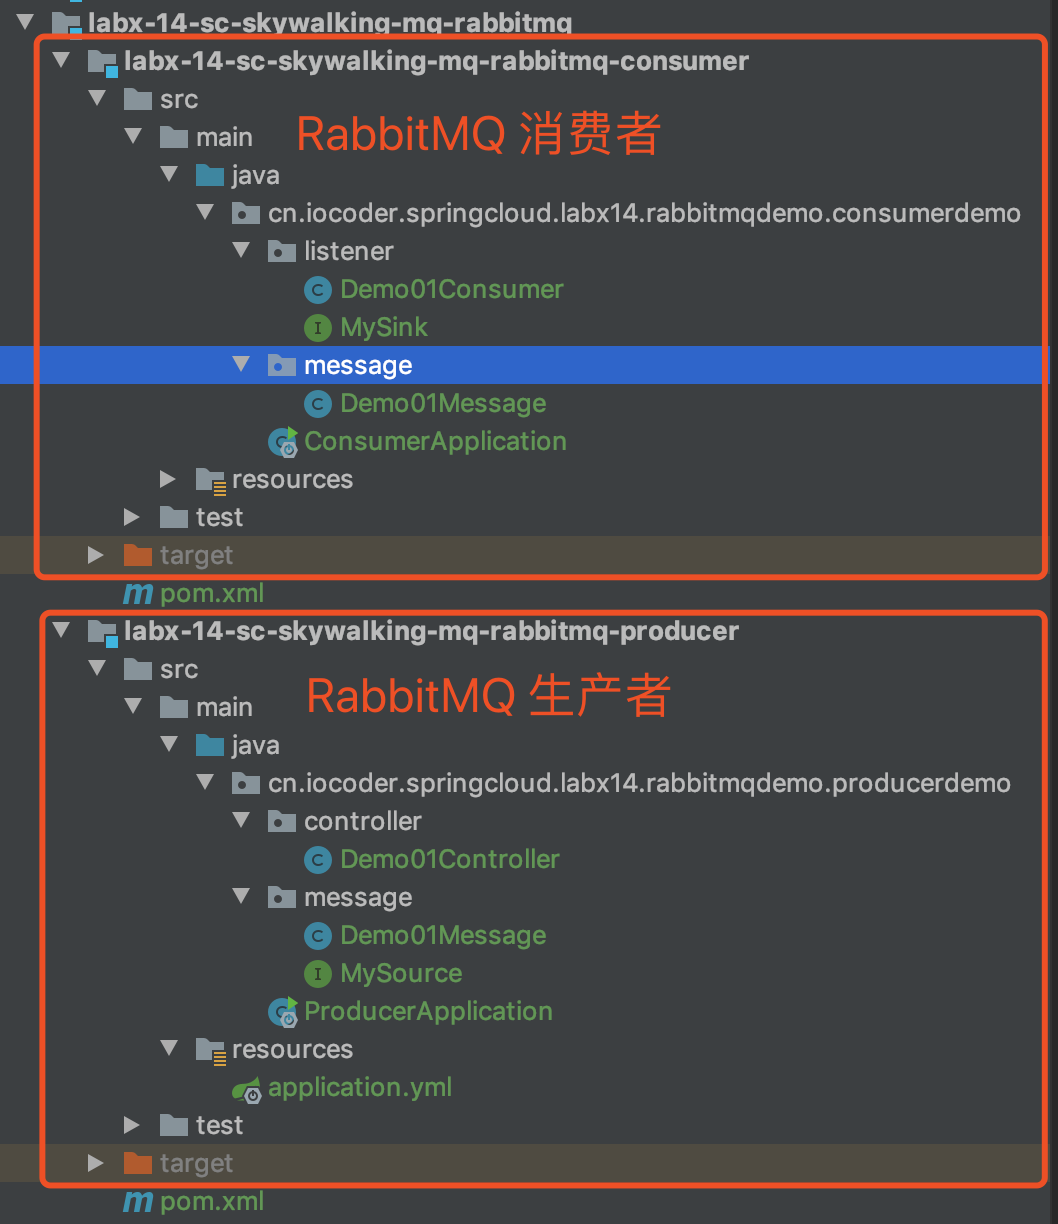 labx-14-sc-skywalking-mq-rabbitmq
labx-14-sc-skywalking-mq-rabbitmq-consumer
src
main
RabbitMQ 消费者
java
cn.iocoder.springcloud.labx14.rabbitmqdemo.consumerdemo
listener
C Demo01Consumer
I MySink
message
C Demo01Message
C ConsumerApplication
resources
test
target
m pom.xml
labx-14-sc-skywalking-mq-rabbitmq-producer
src
main
RabbitMQ 生产者
java
cn.iocoder.springcloud.labx14.rabbitmqdemo.producerdemo
controller
C Demo01Controller
message
C Demo01Message
I MySource
C ProducerApplication
resources
application.yml
test
target
m pom.xml